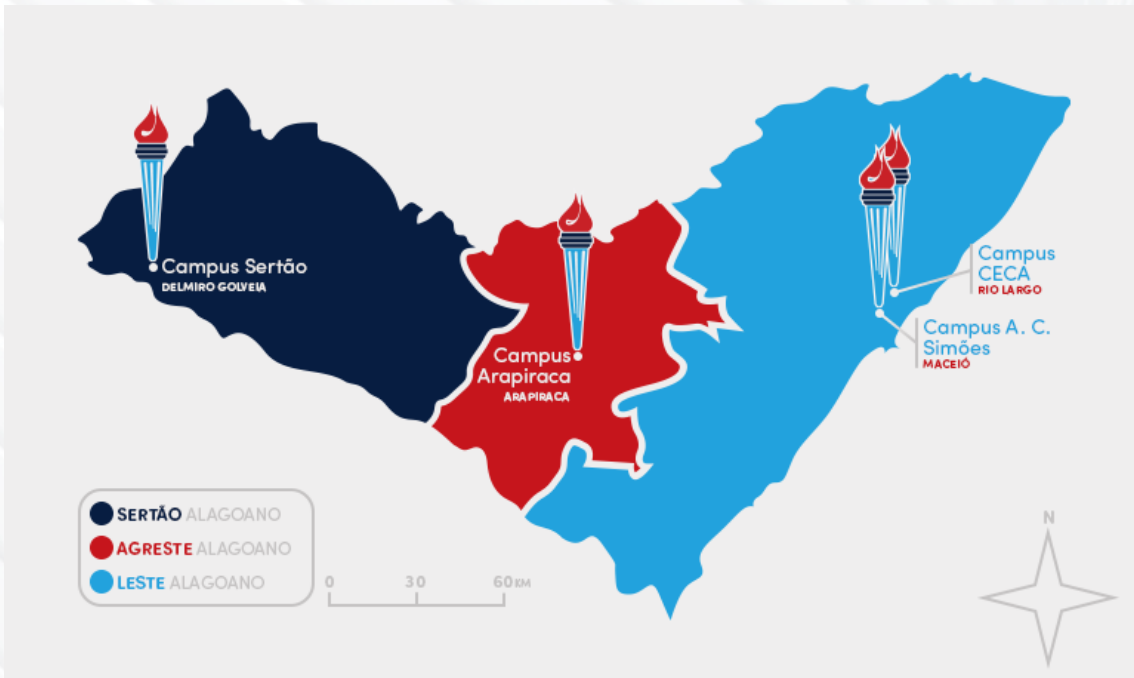 Campus Sertão
DELMIRO GOLVEIA
Campus
Arapiraca
ARAPIRACA
Campus
CECA
RIO LARGO
Campus A. C.
Simões
MACEIÓ
SERTÃO ALAGOANO
AGRESTE ALAGOANO
LESTE ALAGOANO
0 30 60 KM
N